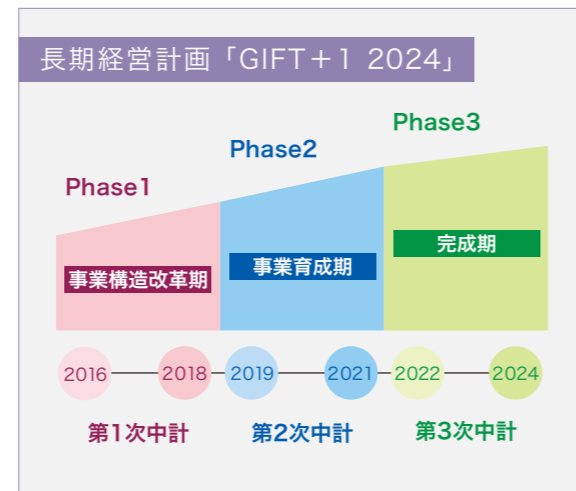 長期経営計画「GIFT＋1 2024」
Phase1
Phase2
Phase3
事業構造改革期
事業育成期
完成期
2016
2018
2019
2021
2022
2024
第1次中計
第2次中計
第3次中計